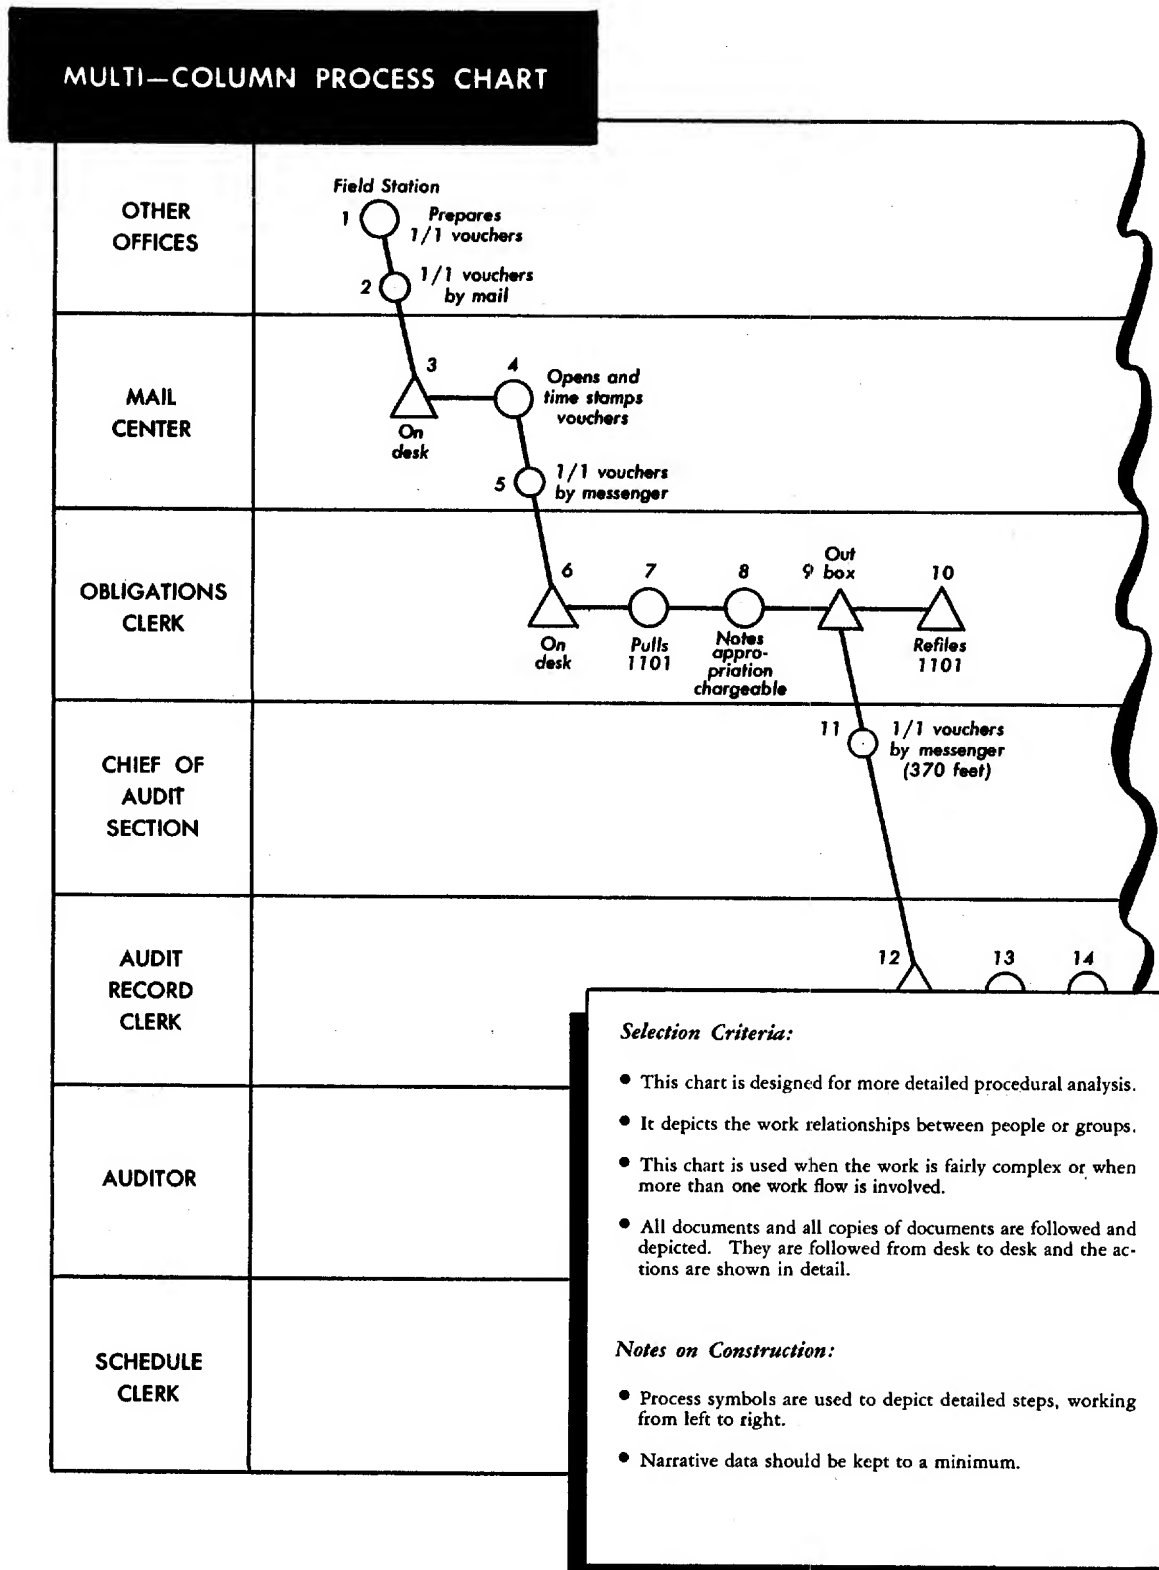 MULTI—COLUMN PROCESS CHART
OTHER
OFFICES
Field Station
1
Prepares
1/1 vouchers
2
1/1 vouchers
by mail
MAIL
CENTER
3
On
desk
4
Opens and
time stamps
vouchers
5
1/1 vouchers
by messenger
OBLIGATIONS
CLERK
6
On
desk
7
Pulls
1101
8
Notes
appro-
priation
chargeable
9
Out
box
10
Refiles
1101
CHIEF OF
AUDIT
SECTION
11
1/1 vouchers
by messenger
(370 feet)
AUDIT
RECORD
CLERK
12
13
14
AUDITOR
SCHEDULE
CLERK
Selection Criteria:
● This chart is designed for more detailed procedural analysis.
● It depicts the work relationships between people or groups.
● This chart is used when the work is fairly complex or when
more than one work flow is involved.
● All documents and all copies of documents are followed and
depicted. They are followed from desk to desk and the ac-
tions are shown in detail.
Notes on Construction:
● Process symbols are used to depict detailed steps, working
from left to right.
● Narrative data should be kept to a minimum.